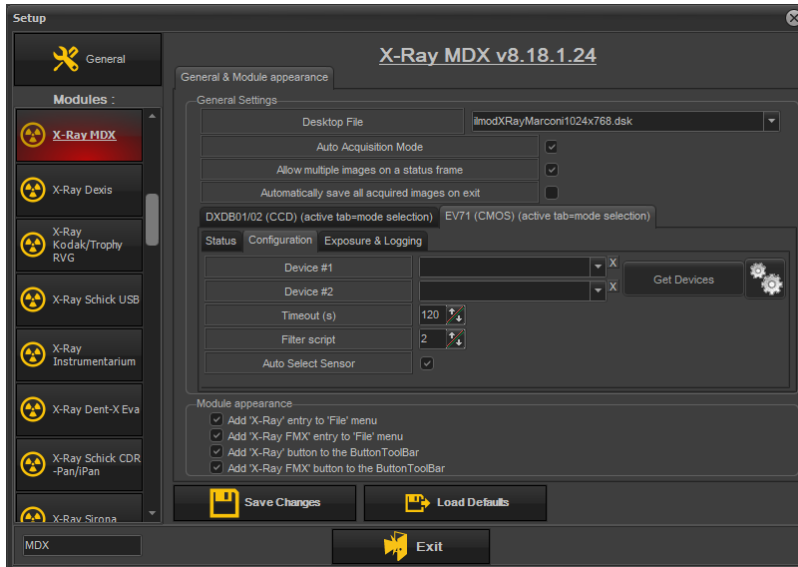 Setup
General
Modules :
X-Ray MDX
X-Ray Dexis
X-Ray
Kodak/Trophy
RVG
X-Ray Schick USB
X-Ray
Instrumentarium
X-Ray Dent-X Eva
X-Ray Schick CDR
-Pan/iPan
X-Ray Sirona
MDX
X-Ray MDX v8.18.1.24
General & Module appearance
General Settings
Desktop File
ilmodXRayMarconi1024x768.dsk
Auto Acquisition Mode
Allow multiple images on a status frame
Automatically save all acquired images on exit
DXDB01/02 (CCD) (active tab=mode selection)
EV71 (CMOS) (active tab=mode selection)
Status
Configuration
Exposure & Logging
Device #1
X
Device #2
X
Get Devices
Timeout (s)
120
Filter script
2
Auto Select Sensor
Module appearance
Add 'X-Ray' entry to 'File' menu
Add 'X-Ray FMX' entry to 'File' menu
Add 'X-Ray' button to the ButtonToolBar
Add 'X-Ray FMX' button to the ButtonToolBar
Save Changes
Load Defaults
Exit